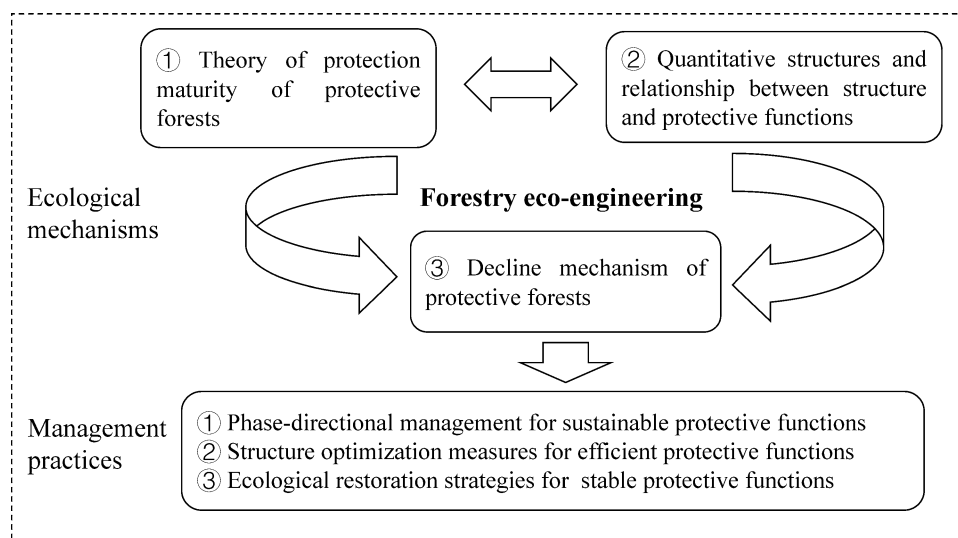 ① Theory of protection
maturity of protective
forests
② Quantitative structures and
relationship between structure
and protective functions
Ecological
mechanisms
Forestry eco-engineering
③ Decline mechanism of
protective forests
Management
practices
① Phase-directional management for sustainable protective functions
② Structure optimization measures for efficient protective functions
③ Ecological restoration strategies for stable protective functions